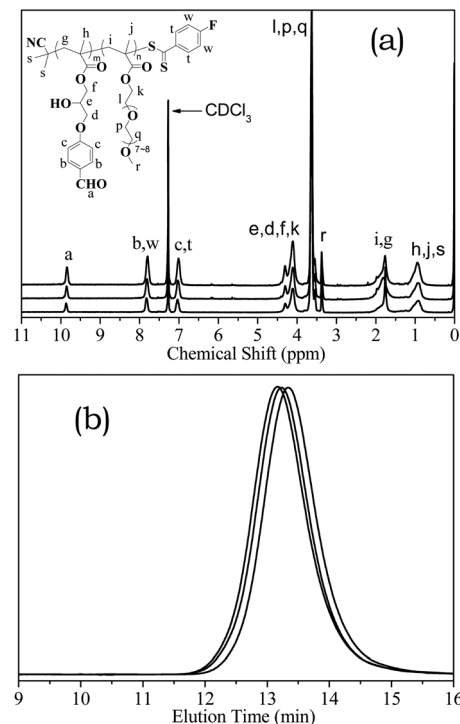 l,p,q
(a)
NC
g
h
i
j
s
s
m
n
S
S
t
w
F
w
t
O
O
O
O
f
HO
e
d
O
c
c
b
b
CHO
a
k
l
O
p
q
O
7~8
r
CDCl3
a
b,w
c,t
e,d,f,k
r
i,g
h,j,s
11 10 9 8 7 6 5 4 3 2 1 0
Chemical Shift (ppm)
(b)
9 10 11 12 13 14 15 16
Elution Time (min)